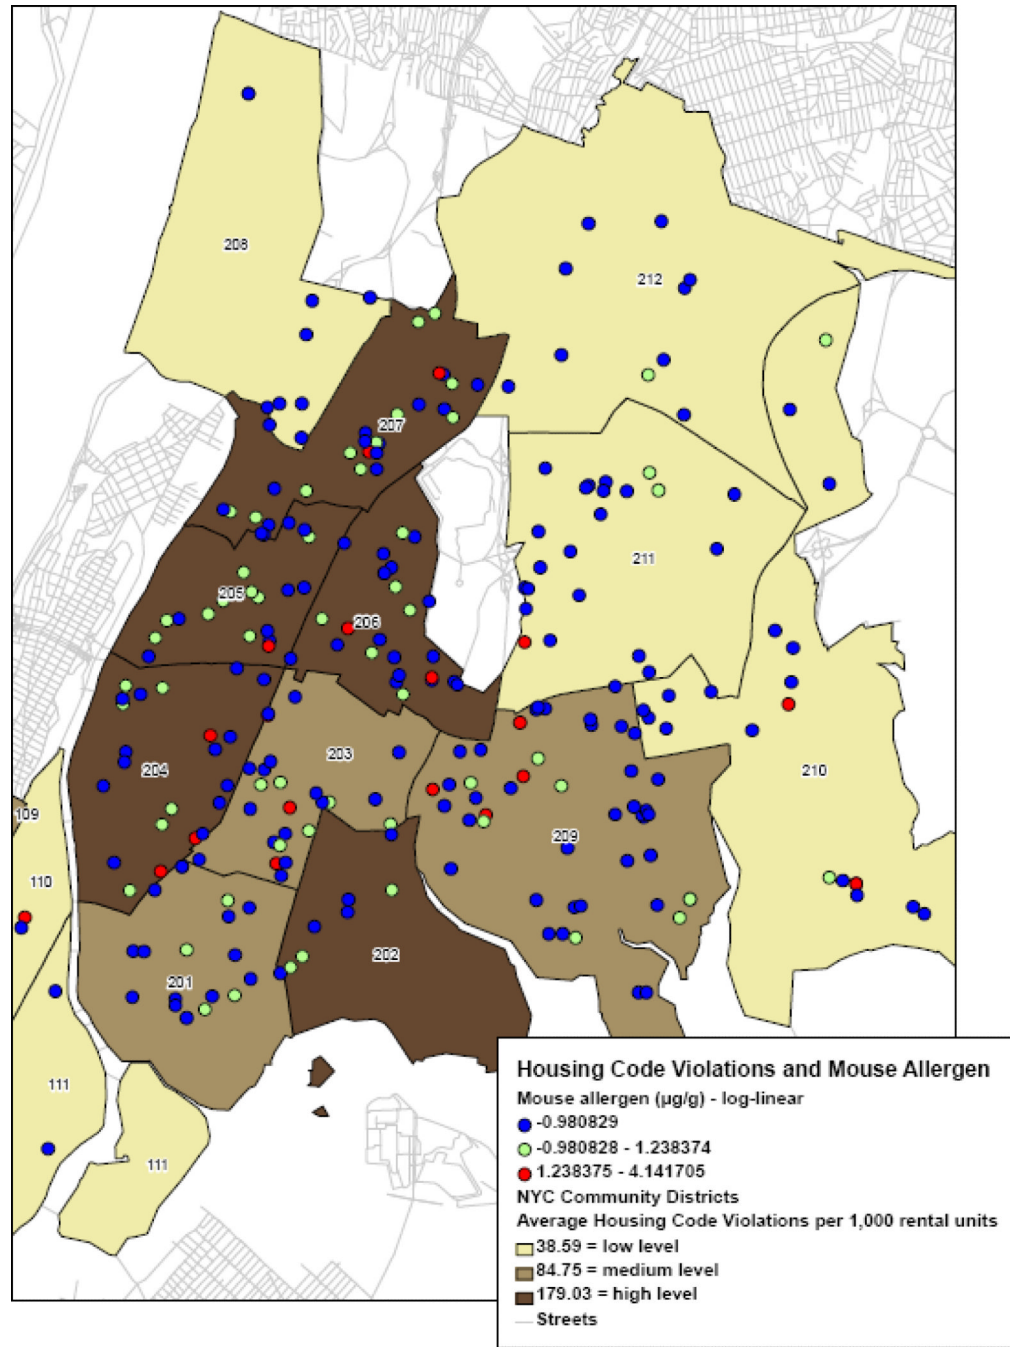 208
212
207
211
205
206
203
204
210
109
209
110
202
201
111
111
Housing Code Violations and Mouse Allergen
Mouse allergen (µg/g) - log-linear
-0.980829
-0.980828 - 1.238374
1.238375 - 4.141705
NYC Community Districts
Average Housing Code Violations per 1,000 rental units
38.59 = low level
84.75 = medium level
179.03 = high level
Streets